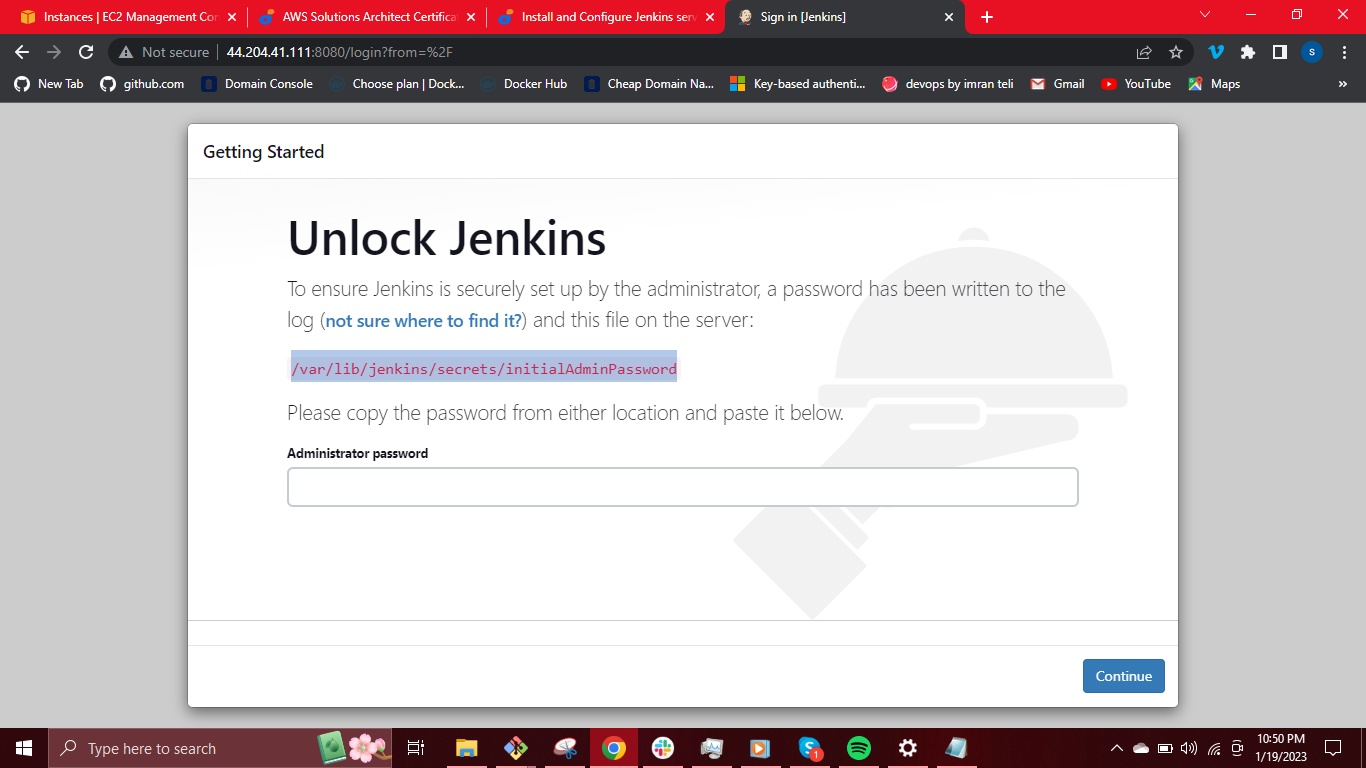 Instances | EC2 Management Con
AWS Solutions Architect Certificat
Install and Configure Jenkins serv
Sign in [Jenkins]
Not secure
44.204.41.111:8080/login?from=%2F
S
New Tab
github.com
Domain Console
Choose plan | Dock...
Docker Hub
Cheap Domain Na...
Key-based authenti...
devops by imran teli
Gmail
YouTube
Maps
»
Getting Started
Unlock Jenkins
To ensure Jenkins is securely set up by the administrator, a password has been written to the
log (not sure where to find it?) and this file on the server:
/var/lib/jenkins/secrets/initialAdminPassword
Please copy the password from either location and paste it below.
Administrator password
Continue
Type here to search
1
10:50 PM
1/19/2023